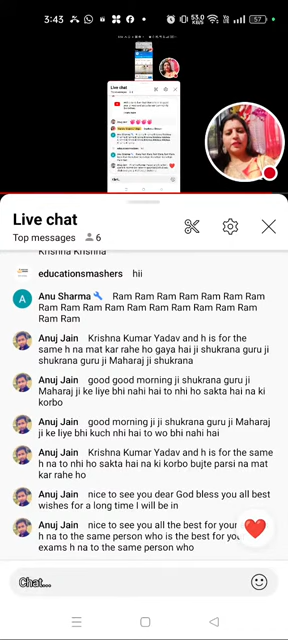 3:43
53.0
KB/S
57
Live chat
Live chat
Top messages 6
Krishna Krishna
educationsmashers hii
A Anu Sharma Ram Ram Ram Ram Ram Ram Ram
Ram Ram Ram Ram Ram Ram Ram Ram Ram Ram
Ram Ram
Anuj Jain Krishna Kumar Yadav and h is for the
same h na mat kar rahe ho gaya hai ji shukrana guru ji
shukrana guru ji Maharaj ji shukrana
Anuj Jain good good morning ji shukrana guru ji
Maharaj ji ke liye bhi nahi hai to nhi ho sakta hai na ki
korbo
Anuj Jain good morning ji ji shukrana guru ji Maharaj
ji ke liye bhi kuch nhi hai to wo bhi nahi hai
Anuj Jain Krishna Kumar Yadav and h is for the same
h na to nhi ho sakta hai na ki korbo bujte parsi na mat
kar rahe ho
Anuj Jain nice to see you dear God bless you all best
wishes for a long time I will be in
Anuj Jain nice to see you all the best for your
h na to the same person who is the best for
exams h na to the same person who
Chat...